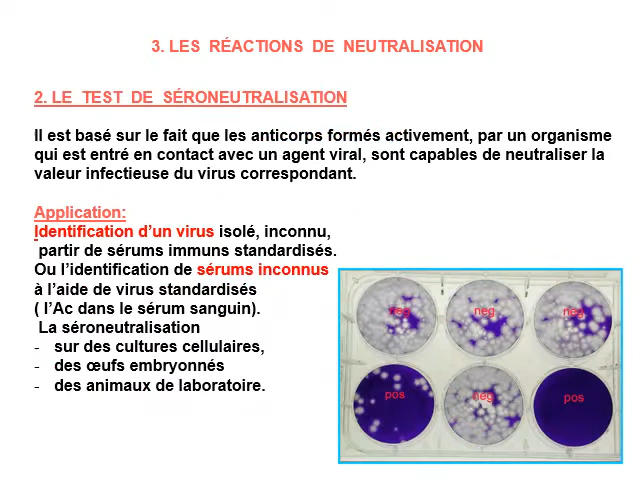 3. LES RÉACTIONS DE NEUTRALISATION
2. LE TEST DE SÉRONEUTRALISATION
Il est basé sur le fait que les anticorps formés activement, par un organisme
qui est entré en contact avec un agent viral, sont capables de neutraliser la
valeur infectieuse du virus correspondant.
Application:
Identification d'un virus isolé, inconnu,
partir de sérums immuns standardisés.
Ou l'identification de sérums inconnus
à l'aide de virus standardisés
( l'Ac dans le sérum sanguin).
La séroneutralisation
- sur des cultures cellulaires,
- des œufs embryonnés
- des animaux de laboratoire.
neg neg neg
pos neg pos